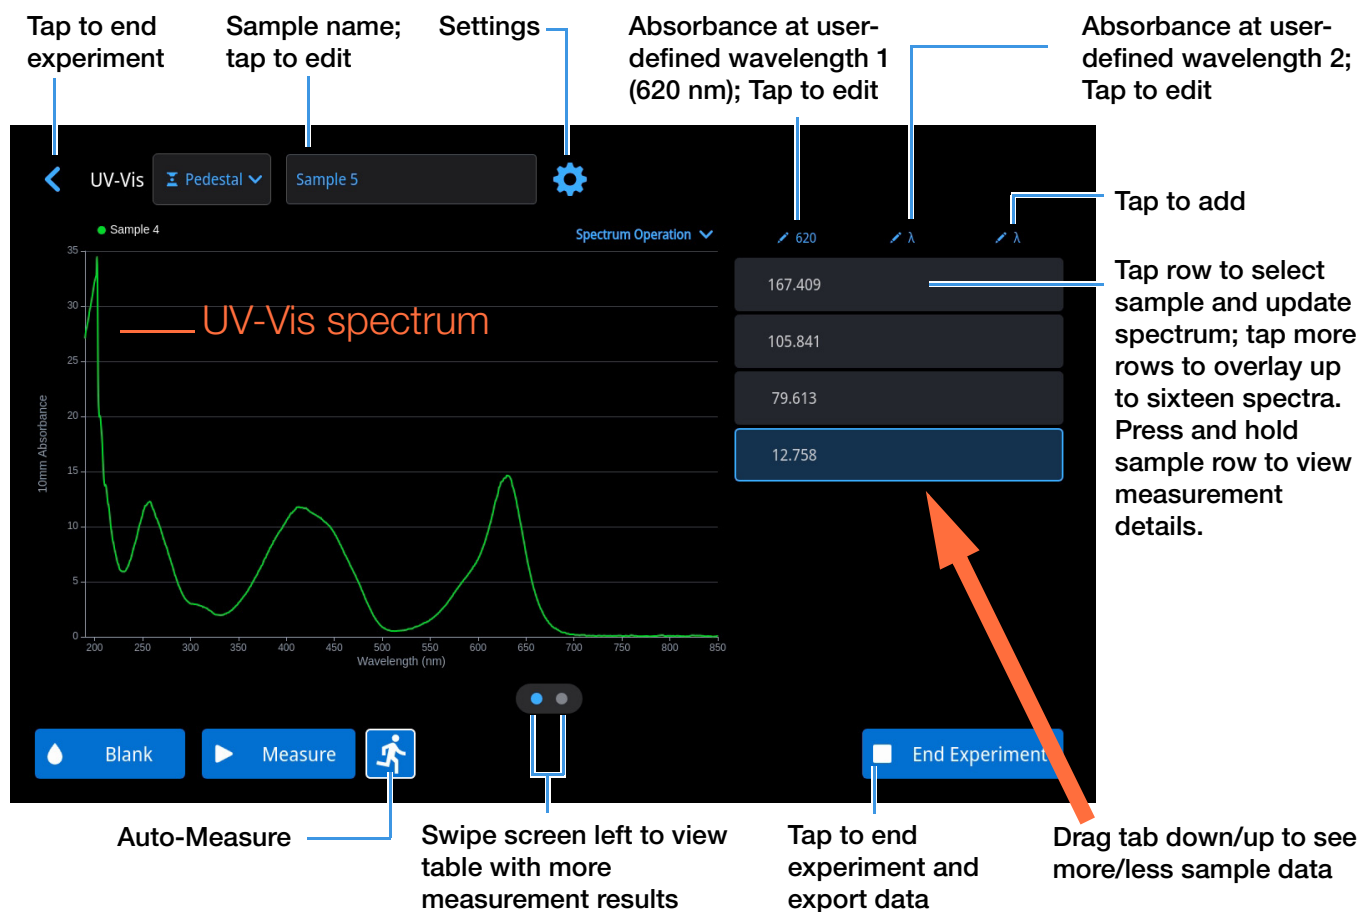 Tap to end
experiment
Sample name;
tap to edit
Settings
Absorbance at user-
defined wavelength 1
(620 nm); Tap to edit
Absorbance at user-
defined wavelength 2;
Tap to edit
UV-Vis
Pedestal
Sample 5
Tap to add
Sample 4
Spectrum Operation
620
λ
λ
35
30
25
20
15
10
5
0
10mm Absorbance
UV-Vis spectrum
200 250 300 350 400 450 500 550 600 650 700 750 800 850
Wavelength (nm)
167.409
105.841
79.613
12.758
Tap row to select
sample and update
spectrum; tap more
rows to overlay up
to sixteen spectra.
Press and hold
sample row to view
measurement
details.
Blank
Measure
End Experiment
Auto-Measure
Swipe screen left to view
table with more
measurement results
Tap to end
experiment and
export data
Drag tab down/up to see
more/less sample data